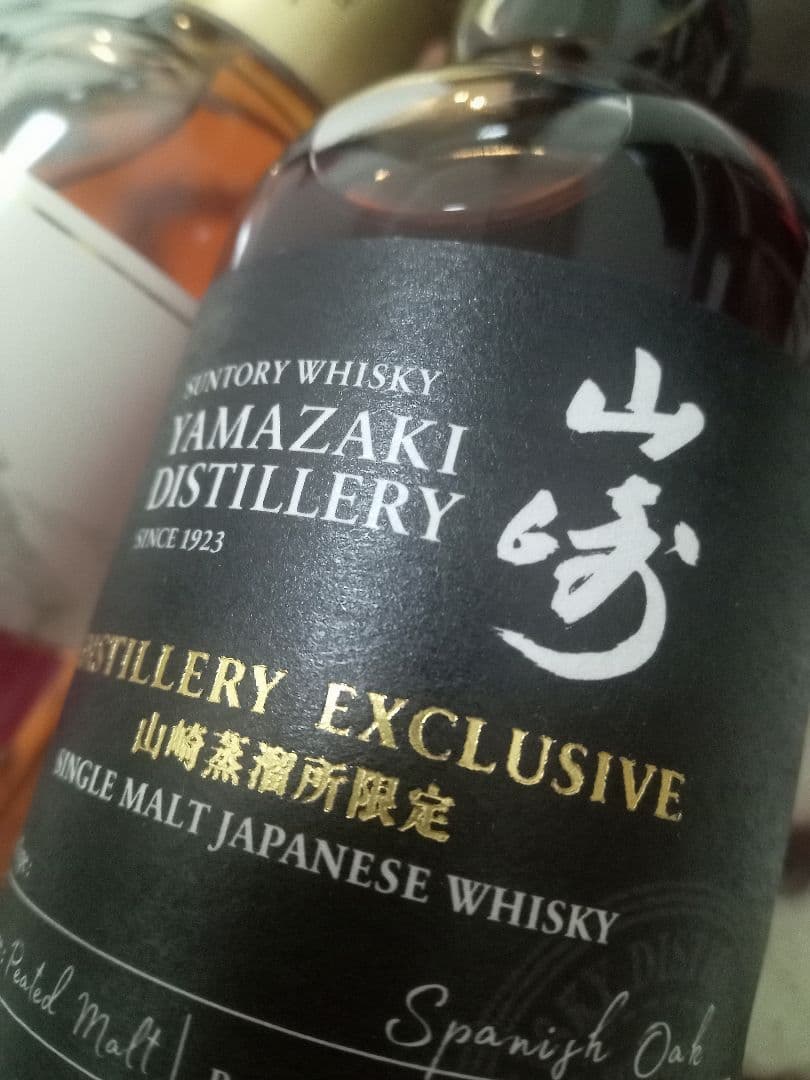 SUNTORY WHISKY
YAMAZAKI
DISTILLERY
SINCE 1923
山崎
DISTILLERY EXCLUSIVE
山崎蒸溜所限定
SINGLE MALT JAPANESE WHISKY
Spanish Oak
Peated Malt